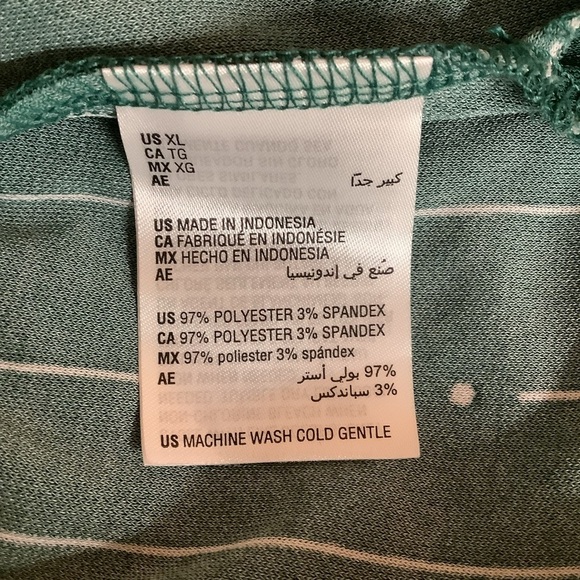 US XL
CA TG
MX XG
AE كبير جدًا
US MADE IN INDONESIA
CA FABRIQUÉ EN INDONÉSIE
MX HECHO EN INDONESIA
AE صُنع في إندونيسيا
US 97% POLYESTER 3% SPANDEX
CA 97% POLYESTER 3% SPANDEX
MX 97% poliester 3% spándex
AE 97% بولي أستر
3% سباندكس
US MACHINE WASH COLD GENTLE